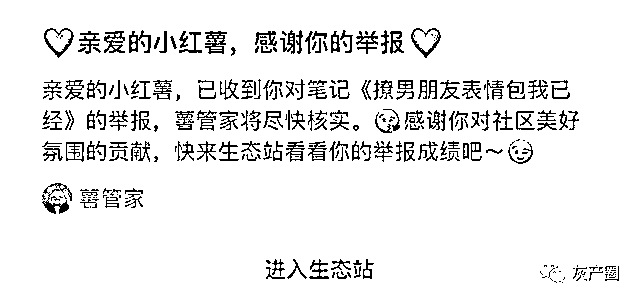 ♡亲爱的小红薯，感谢你的举报♡
亲爱的小红薯，已收到你对笔记《撩男朋友表情包我已
经》的举报，薯管家将尽快核实。😘感谢你对社区美好
氛围的贡献，快来生态站看看你的举报成绩吧～😉
薯管家
进入生态站
灰产圈